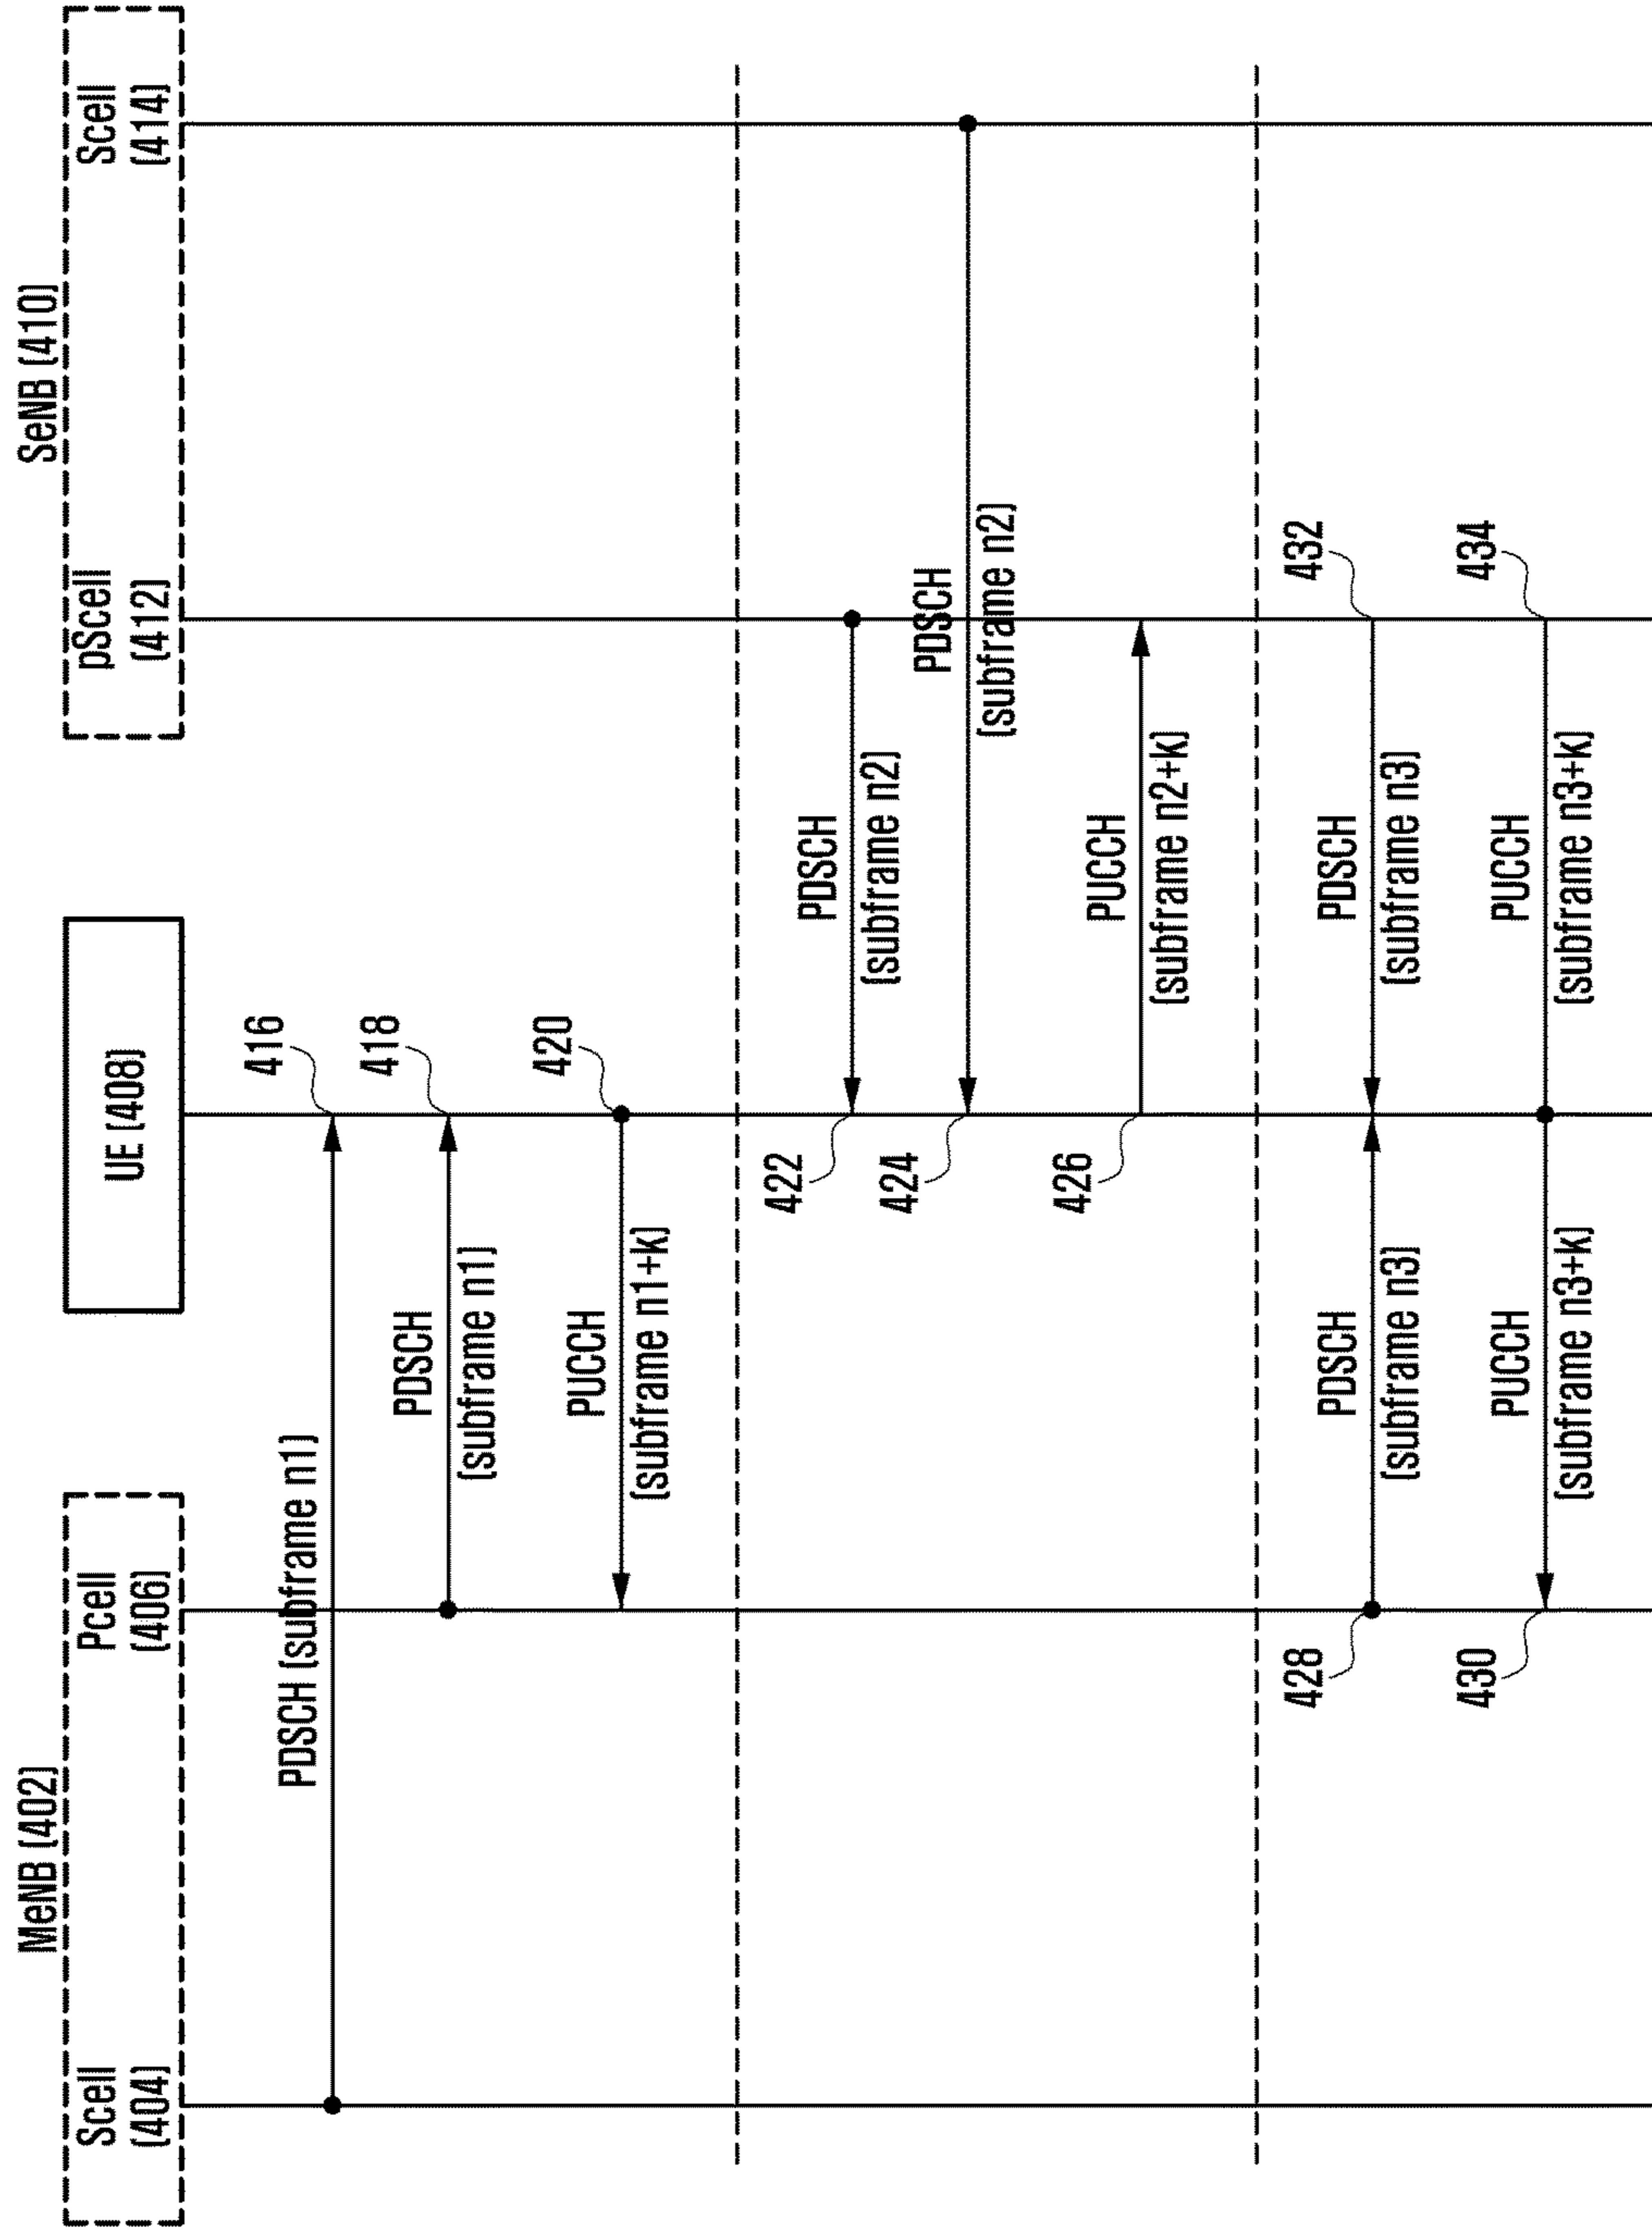 MeNB (402)
SeNB (410)
Scell
(404)
Pcell
(406)
UE (408)
pScell
(412)
Scell
(414)
PDSCH (subframe n1)
416
PDSCH
(subframe n1)
418
PUCCH
(subframe n1+k)
420
422
PDSCH
(subframe n2)
424
PDSCH
(subframe n2)
426
PUCCH
(subframe n2+k)
428
PDSCH
(subframe n3)
PDSCH
(subframe n3)
432
430
PUCCH
(subframe n3+k)
PUCCH
(subframe n3+k)
434